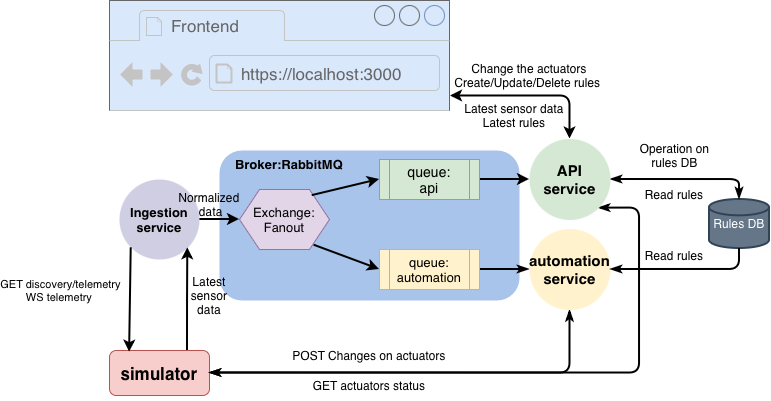 Frontend
https://localhost:3000
Change the actuators
Create/Update/Delete rules
Latest sensor data
Latest rules
Broker:RabbitMQ
queue:
api
API
service
Operation on
rules DB
Read rules
Rules DB
Ingestion
service
Normalized
data
Exchange:
Fanout
queue:
automation
automation
service
Read rules
GET discovery/telemetry
WS telemetry
Latest
sensor
data
simulator
POST Changes on actuators
GET actuators status